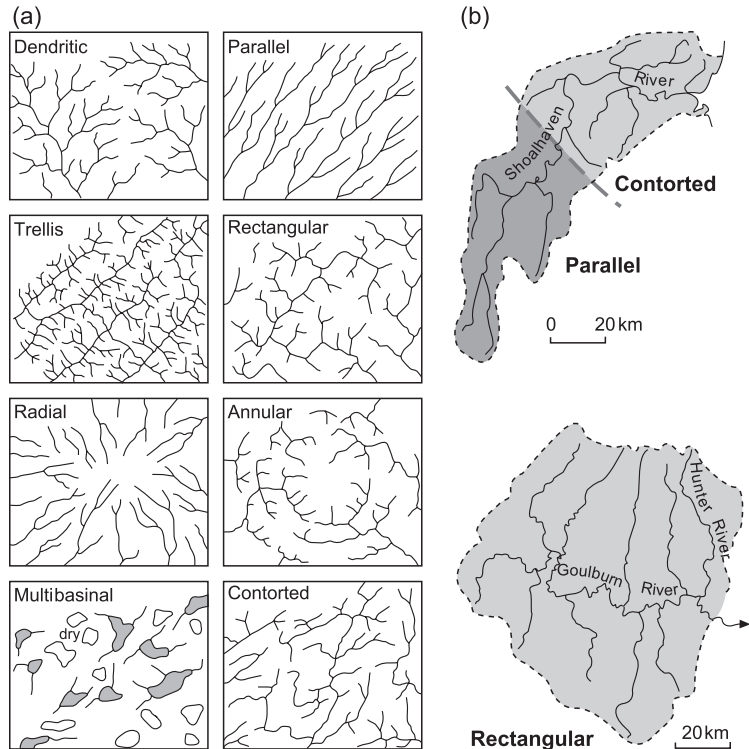 (a)
Dendritic
Parallel
Trellis
Rectangular
Radial
Annular
Multibasinal
dry
Contorted
(b)
River
Shoalhaven
Contorted
Parallel
0 20 km
Hunter River
Goulburn River
Rectangular
20 km